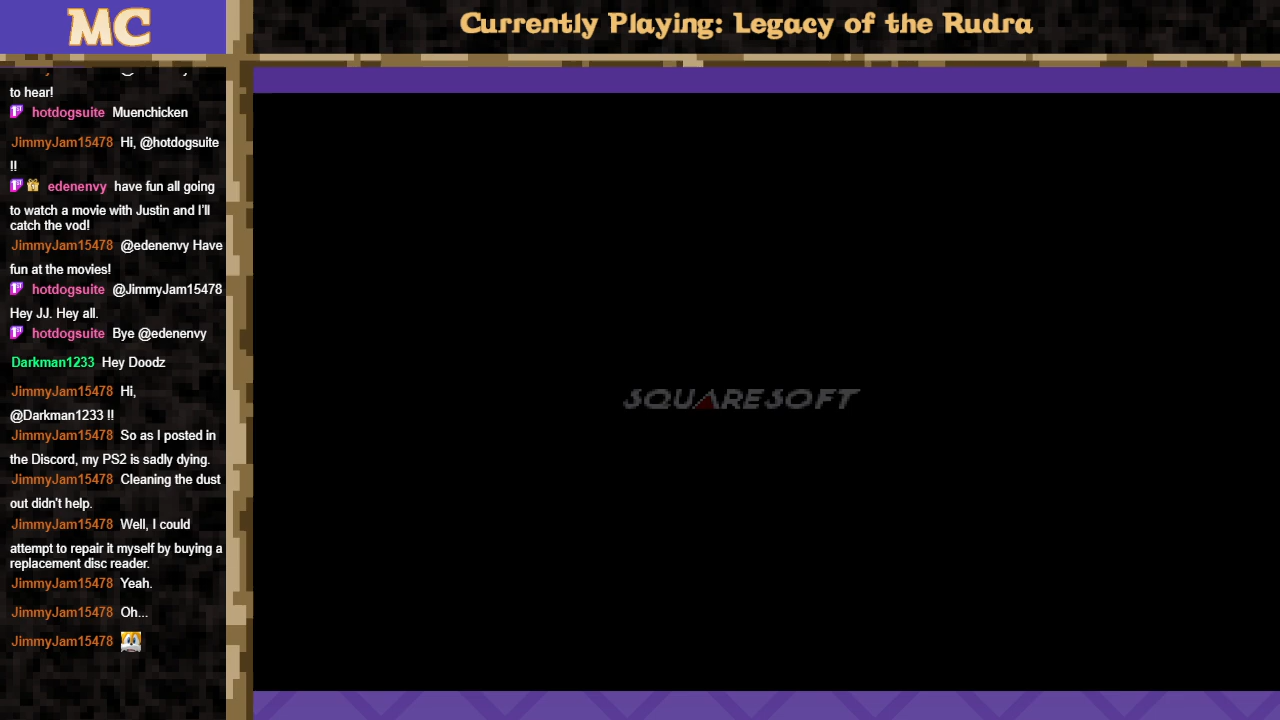 MC
Currently Playing: Legacy of the Rudra
to hear!
hotdogsuite Muenchicken
JimmyJam15478 Hi, @hotdogsuite
!!
edenenvy have fun all going
to watch a movie with Justin and I'll
catch the vod!
JimmyJam15478 @edenenvy Have
fun at the movies!
hotdogsuite @JimmyJam15478
Hey JJ. Hey all.
hotdogsuite Bye @edenenvy
Darkman1233 Hey Doodz
JimmyJam15478 Hi,
@Darkman1233 !!
JimmyJam15478 So as I posted in
the Discord, my PS2 is sadly dying.
JimmyJam15478 Cleaning the dust
out didn't help.
JimmyJam15478 Well, I could
attempt to repair it myself by buying a
replacement disc reader.
JimmyJam15478 Yeah.
JimmyJam15478 Oh...
JimmyJam15478
SQUARESOFT